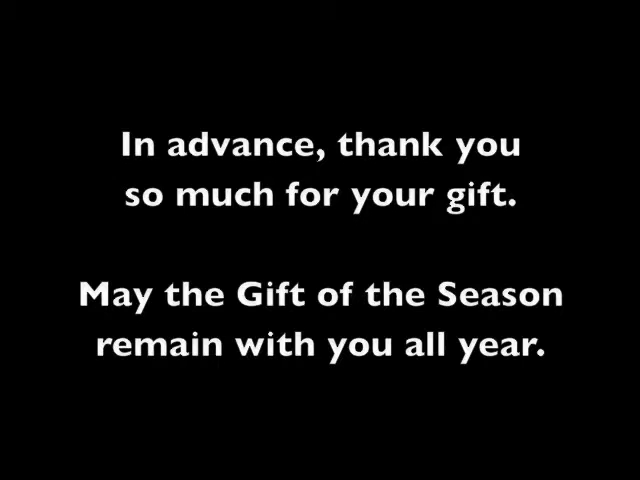 In advance, thank you
so much for your gift.
May the Gift of the Season
remain with you all year.